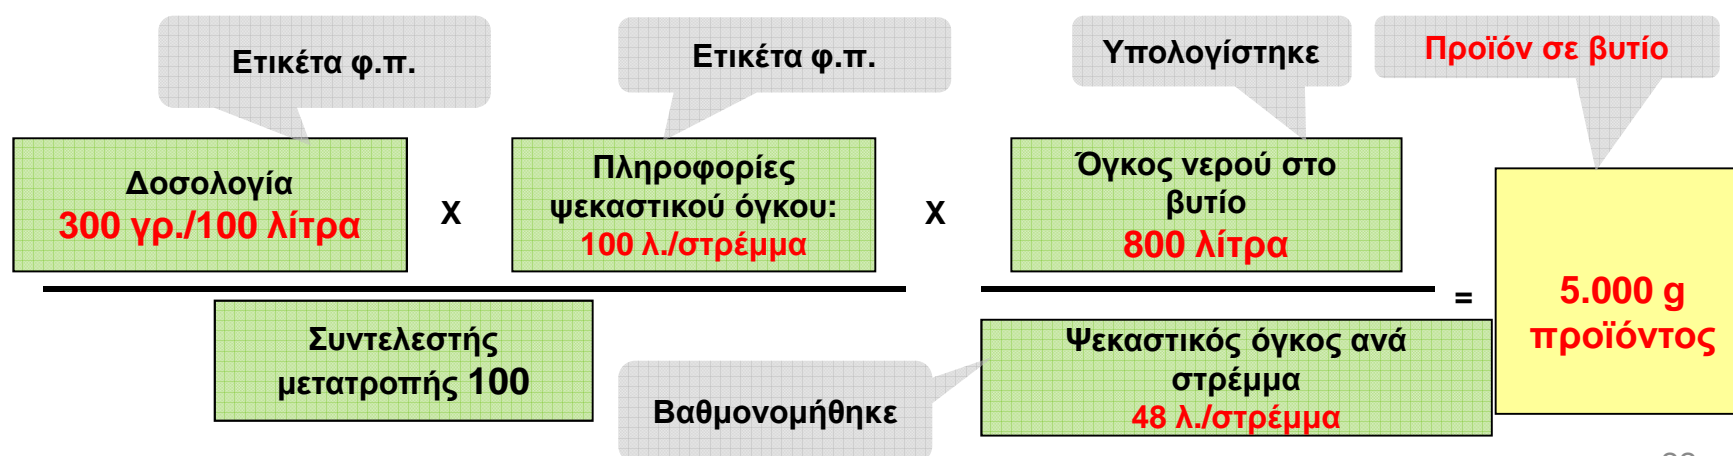 Ετικέτα φ.π.
Ετικέτα φ.π.
Υπολογίστηκε
Προϊόν σε βυτίο
Δοσολογία
300 γρ./100 λίτρα
X
Πληροφορίες
ψεκαστικού όγκου:
100 λ./στρέμμα
X
Όγκος νερού στο
βυτίο
800 λίτρα
Συντελεστής
μετατροπής 100
Βαθμονομήθηκε
Ψεκαστικός όγκος ανά
στρέμμα
48 λ./στρέμμα
=
5.000 g
προϊόντος